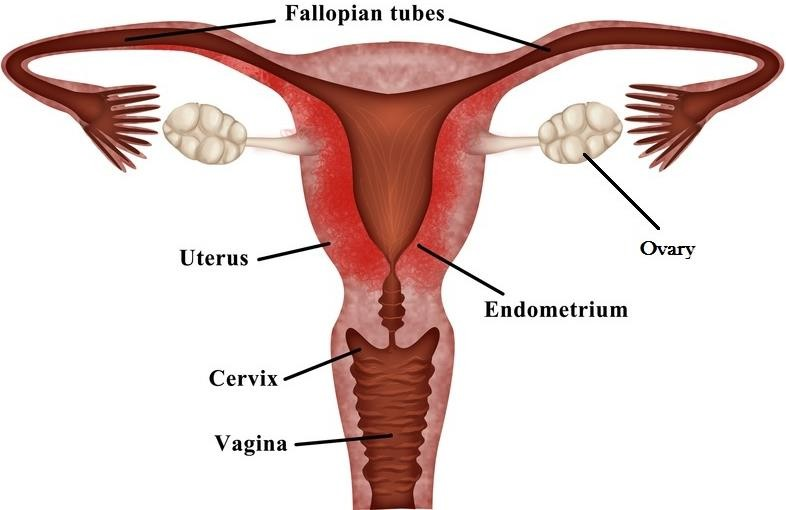 Fallopian tubes
Ovary
Uterus
Endometrium
Cervix
Vagina